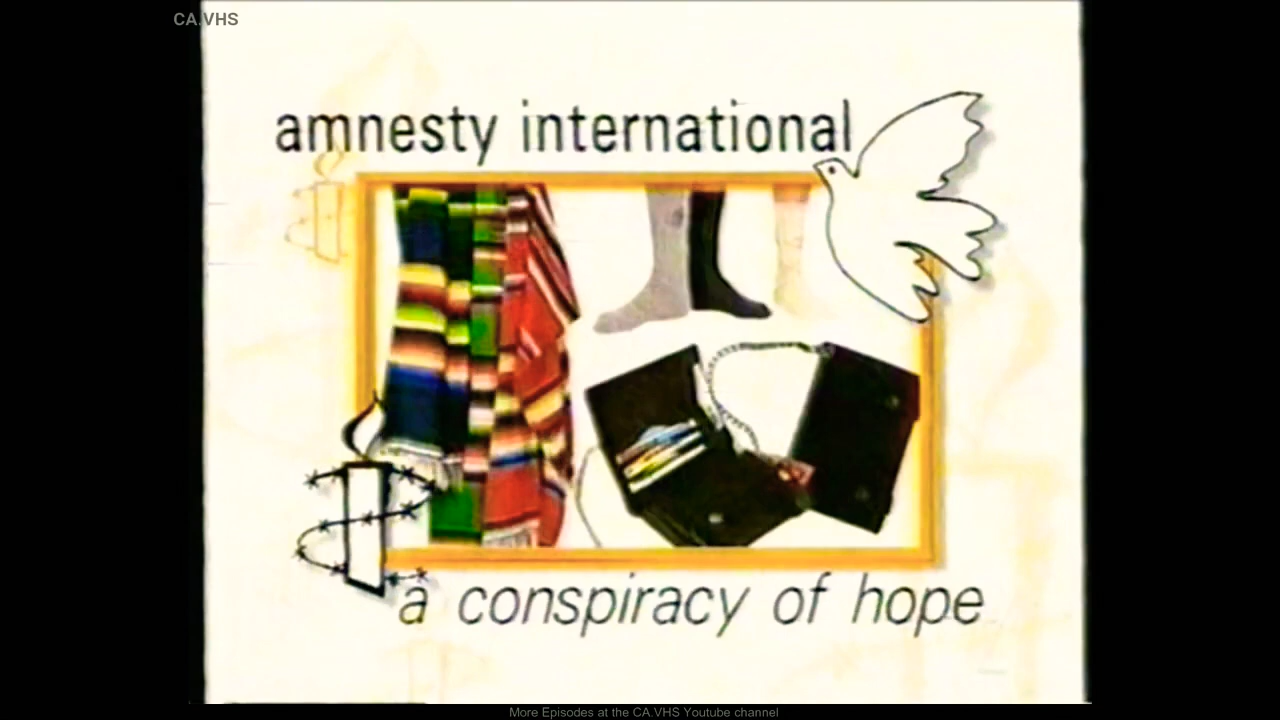 CA.VHS
amnesty international
a conspiracy of hope
More Episodes at the CA.VHS Youtube channel